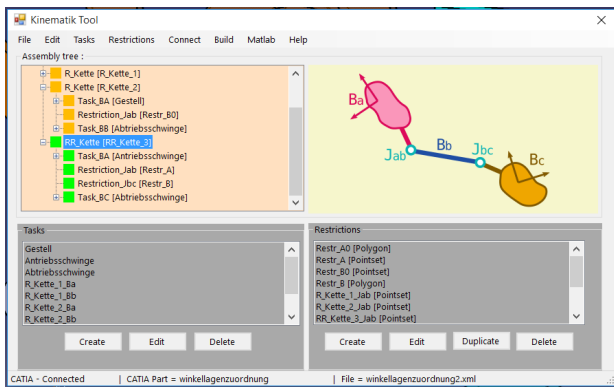 Kinematik Tool
File Edit Tasks Restrictions Connect Build Matlab Help
Assembly tree :
R_Kette [R_Kette_1]
R_Kette [R_Kette_2]
Task_BA [Gestell]
Restriction_Jab [Restr_B0]
Task_BB [Abtriebsschwinge]
RR_Kette [RR_Kette_3]
Task_BA [Antriebsschwinge]
Restriction_Jab [Restr_A]
Restriction_Jbc [Restr_B]
Task_BC [Abtriebsschwinge]
Ba
Jab
Bb
Jbc
Bc
Tasks
Gestell
Antriebsschwinge
Abtriebsschwinge
R_Kette_1_Ba
R_Kette_1_Bb
R_Kette_2_Ba
R_Kette_2_Bb
Create Edit Delete
Restrictions
Restr_A0 [Polygon]
Restr_A [Pointset]
Restr_B0 [Pointset]
Restr_B [Polygon]
R_Kette_1_Jab [Pointset]
R_Kette_2_Jab [Pointset]
RR_Kette_3_Jab [Pointset]
Create Edit Duplicate Delete
CATIA - Connected | CATIA Part = winkellagenzuordnung | File = winkellagenzuordnung2.xml